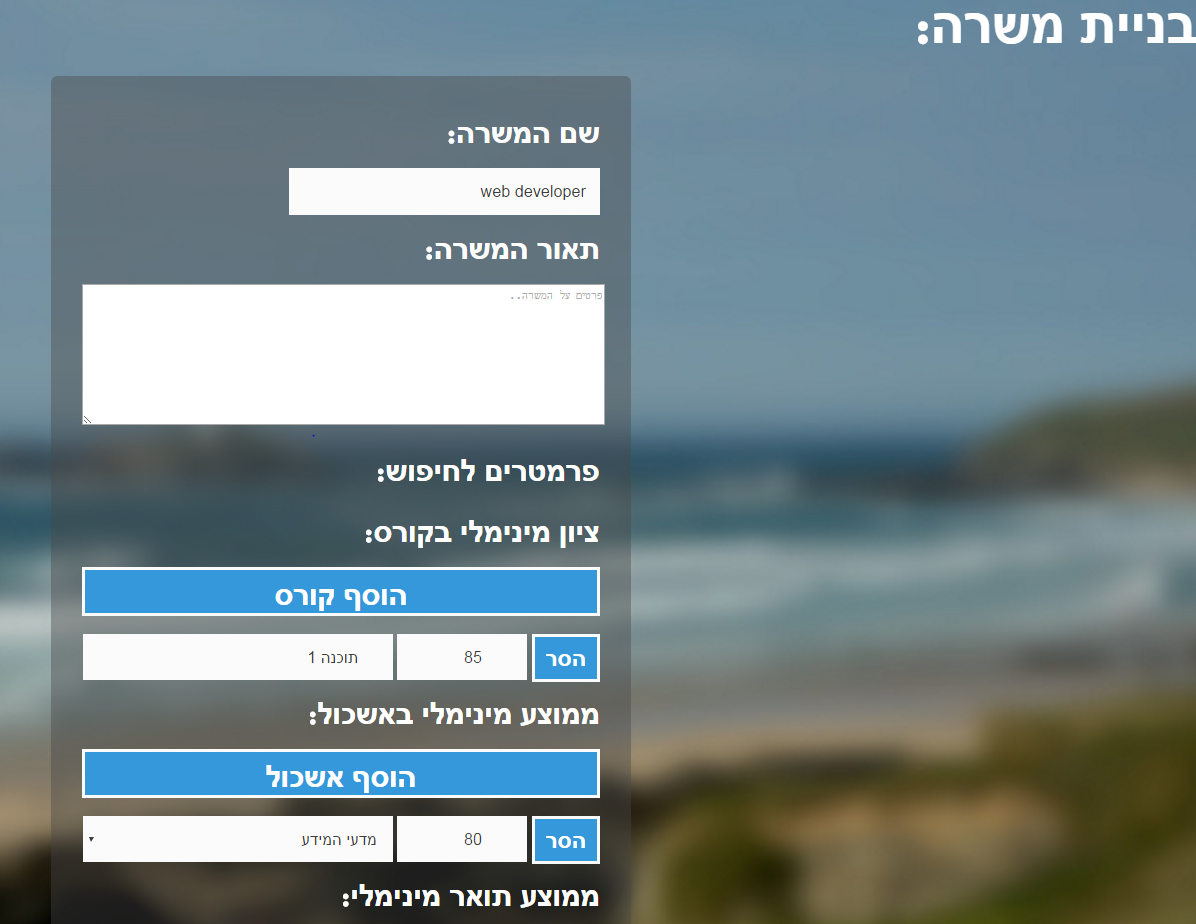 בניית משרה:
שם המשרה:
web developer
תאור המשרה:
פרטים על המשרה..
פרמטרים לחיפוש:
ציון מינימלי בקורס:
הוסף קורס
הסר 85 תוכנה 1
ממוצע מינימלי באשכול:
הוסף אשכול
הסר 80 מדעי המידע
ממוצע תואר מינימלי: